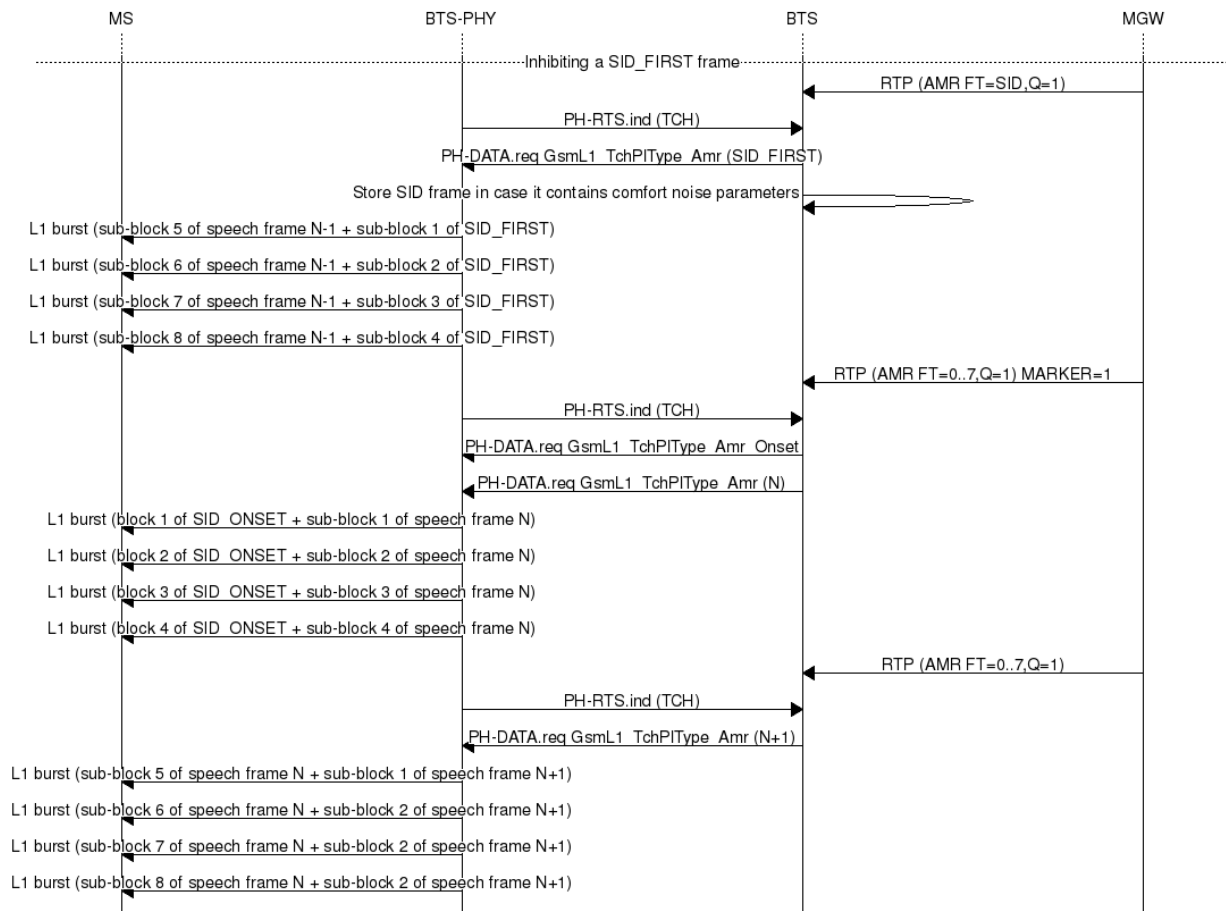 MS BTS-PHY BTS MGW
Inhibiting a SID_FIRST frame
RTP (AMR FT=SID,Q=1)
PH-RTS.ind (TCH)
PH-DATA.req GsmL1_TchPlType_Amr (SID_FIRST)
Store SID frame in case it contains comfort noise parameters
L1 burst (sub-block 5 of speech frame N-1 + sub-block 1 of SID_FIRST)
L1 burst (sub-block 6 of speech frame N-1 + sub-block 2 of SID_FIRST)
L1 burst (sub-block 7 of speech frame N-1 + sub-block 3 of SID_FIRST)
L1 burst (sub-block 8 of speech frame N-1 + sub-block 4 of SID_FIRST)
RTP (AMR FT=0..7,Q=1) MARKER=1
PH-RTS.ind (TCH)
PH-DATA.req GsmL1_TchPlType_Amr_Onset
PH-DATA.req GsmL1_TchPlType_Amr (N)
L1 burst (block 1 of SID_ONSET + sub-block 1 of speech frame N)
L1 burst (block 2 of SID_ONSET + sub-block 2 of speech frame N)
L1 burst (block 3 of SID_ONSET + sub-block 3 of speech frame N)
L1 burst (block 4 of SID_ONSET + sub-block 4 of speech frame N)
RTP (AMR FT=0..7,Q=1)
PH-RTS.ind (TCH)
PH-DATA.req GsmL1_TchPlType_Amr (N+1)
L1 burst (sub-block 5 of speech frame N + sub-block 1 of speech frame N+1)
L1 burst (sub-block 6 of speech frame N + sub-block 2 of speech frame N+1)
L1 burst (sub-block 7 of speech frame N + sub-block 2 of speech frame N+1)
L1 burst (sub-block 8 of speech frame N + sub-block 2 of speech frame N+1)